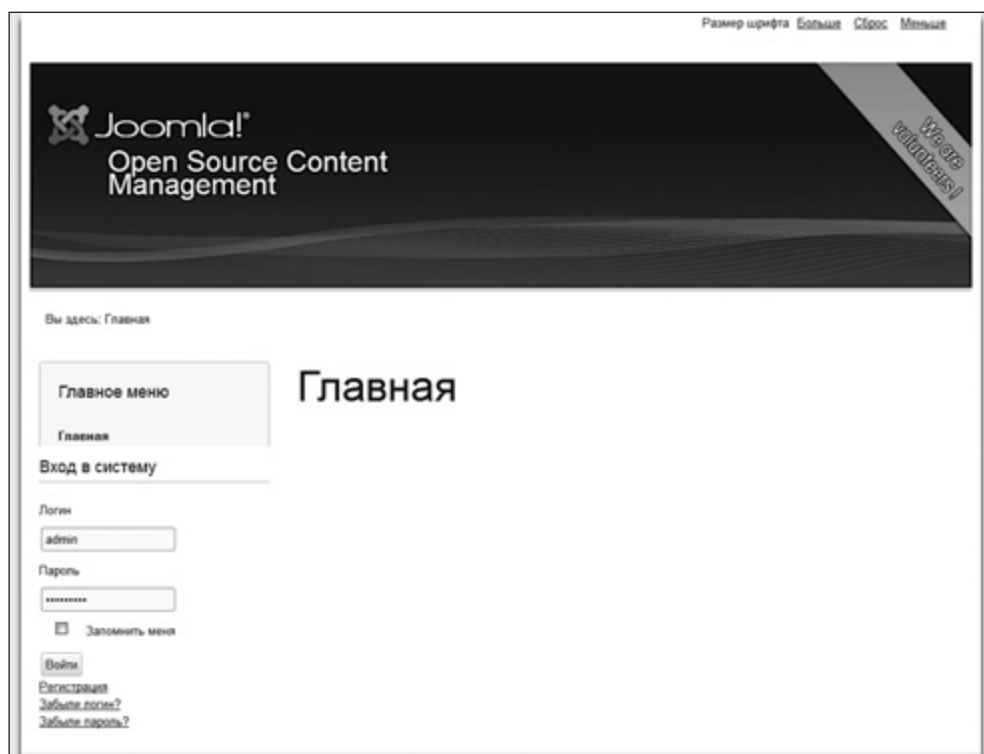 Размер шрифта Больше Сброс Меньше
Joomla!®
Open Source Content
Management
We are
volunteers !
Вы здесь: Главная
Главное меню
Главная
Главная
Вход в систему
Логин
admin
Пароль
•••••••••
Запомнить меня
Войти
Регистрация
Забыли логин?
Забыли пароль?